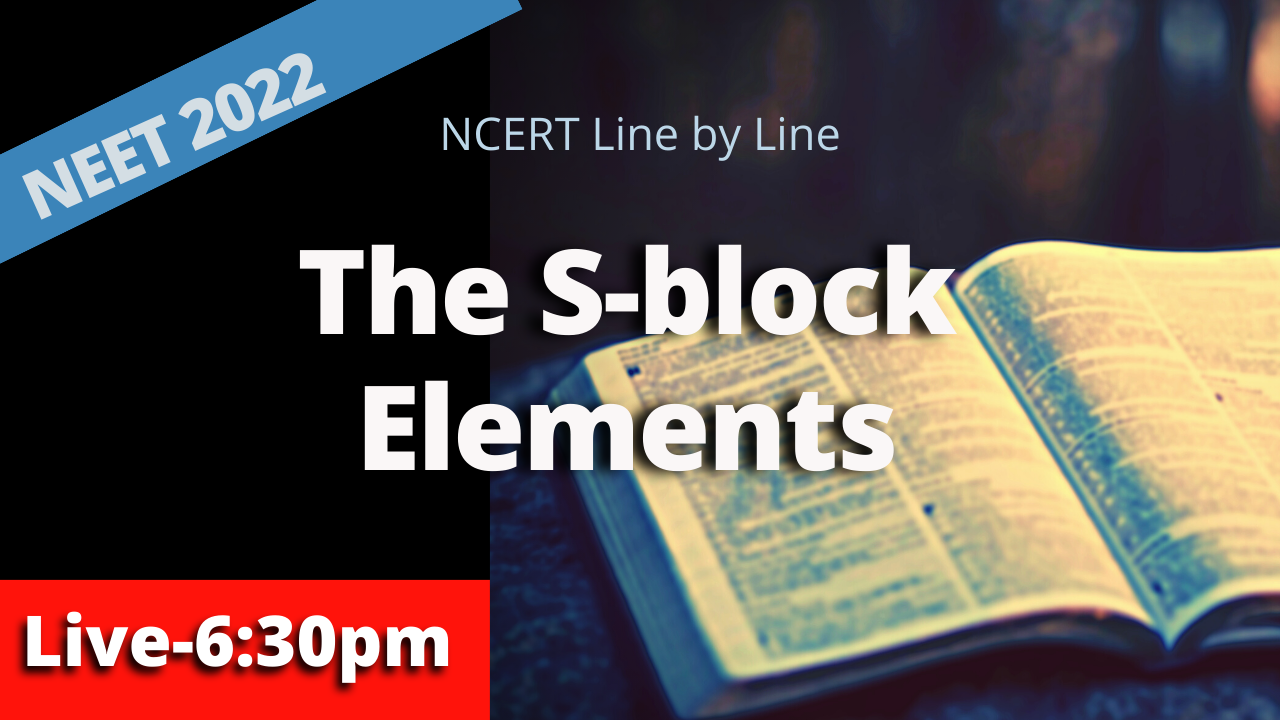 NEET 2022
NCERT Line by Line
The S-block
Elements
Live-6:30pm